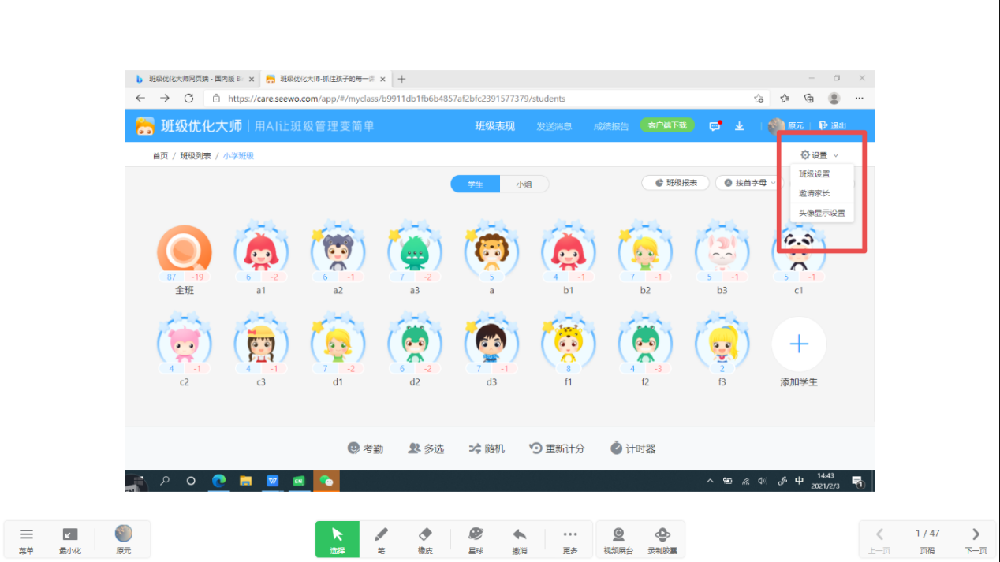 班级优化大师网页端 - 国内版 Bi
班级优化大师-抓住孩子的每一
https://care.seewo.com/app/#/myclass/b9911db1fb6b4857af2bfc2391577379/students
班级优化大师 | 用AI让班级管理变简单
班级表现 发送消息 成绩报告 客户端下载 原元 退出
首页 / 班级列表 / 小学班级
设置
班级设置
邀请家长
头像显示设置
学生 小组
班级报表 按首字母
87 -19 6 -2 6 -1 7 -2 5 4 -1 7 -1 5 -1 5 -1
全班 a1 a2 a3 a b1 b2 b3 c1
4 -1 4 -1 7 -2 6 -2 7 -1 8 4 -3 2
c2 c3 d1 d2 d3 f1 f2 f3 添加学生
考勤 多选 随机 重新计分 计时器
中 14:43
2021/2/3 1
菜单 最小化 原元 选择 笔 橡皮 星球 撤消 更多 视频展台 录制胶囊 上一页 1 / 47 页码 下一页